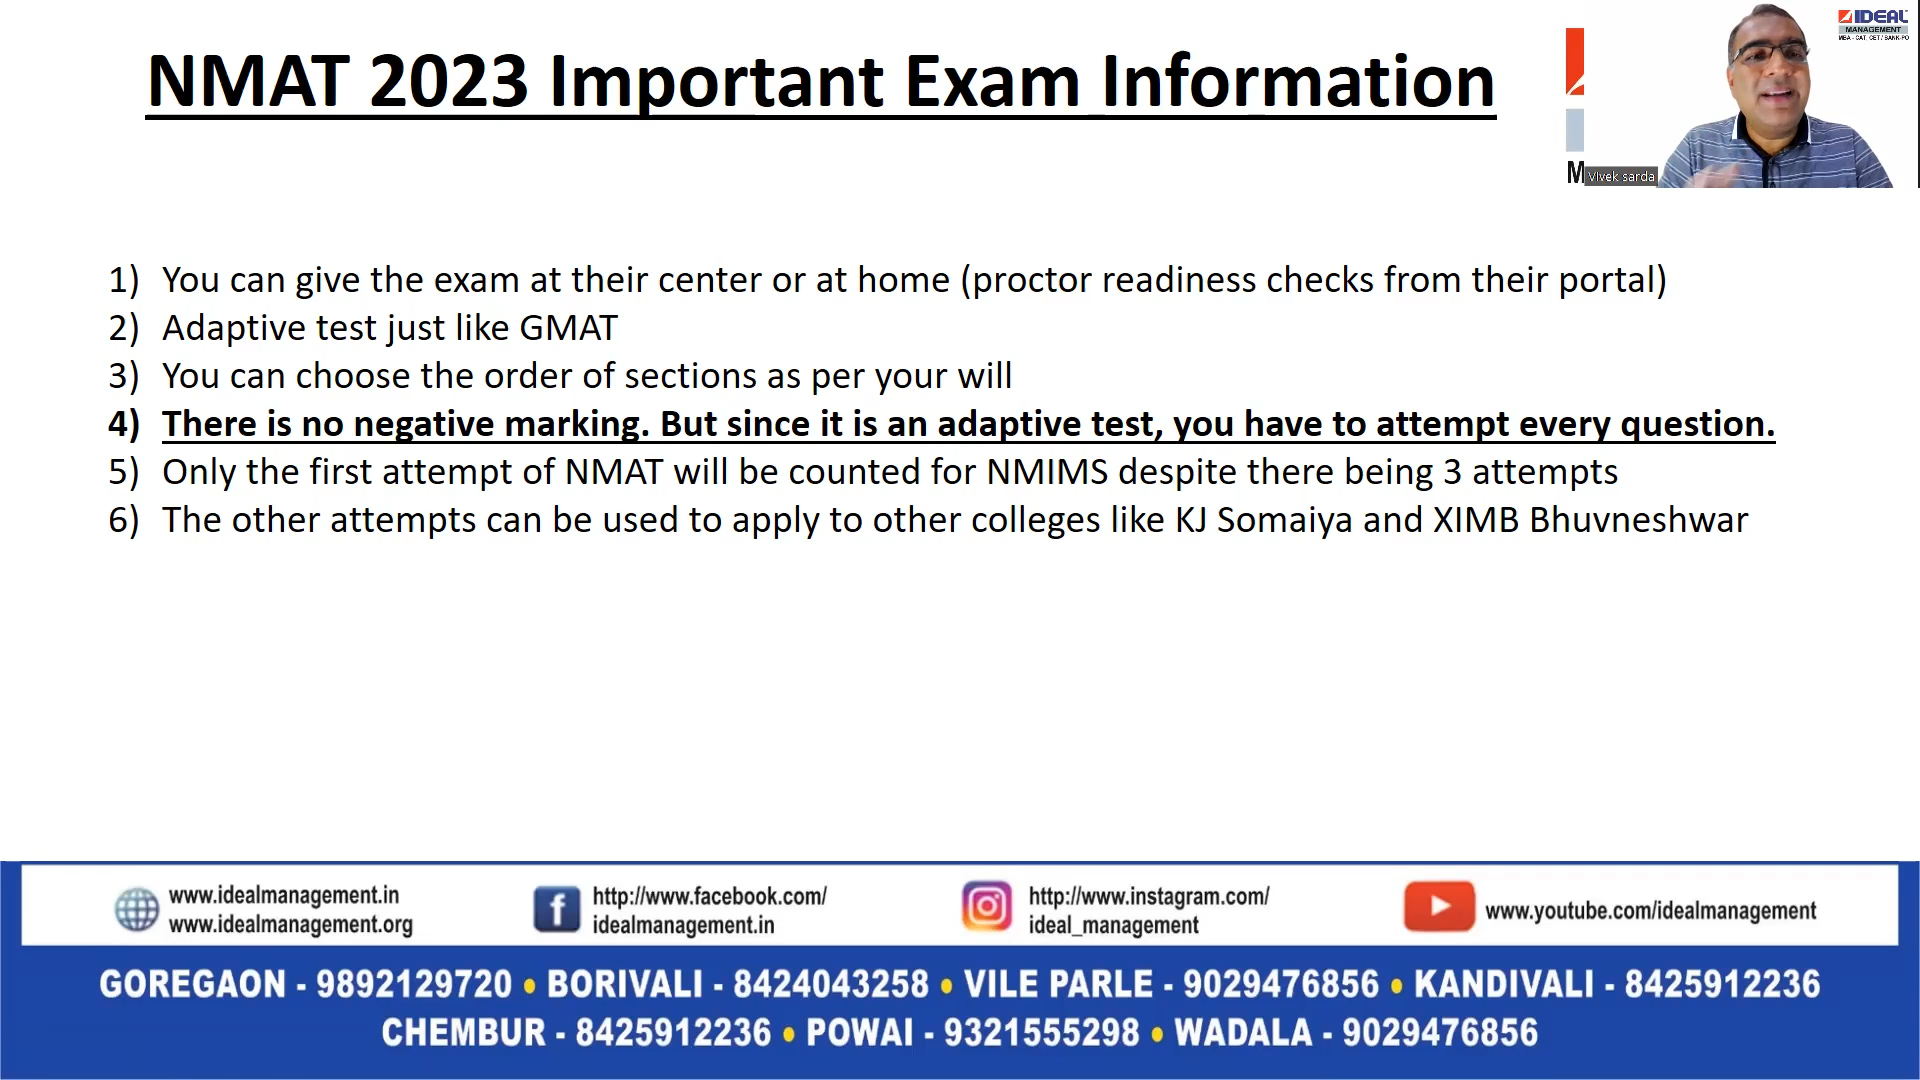 NMAT 2023 Important Exam Information
IDEAL
MANAGEMENT
MBA - CAT, CET / BANK-PO
M
Vivek sarda
1) You can give the exam at their center or at home (proctor readiness checks from their portal)
2) Adaptive test just like GMAT
3) You can choose the order of sections as per your will
4) There is no negative marking. But since it is an adaptive test, you have to attempt every question.
5) Only the first attempt of NMAT will be counted for NMIMS despite there being 3 attempts
6) The other attempts can be used to apply to other colleges like KJ Somaiya and XIMB Bhuvneshwar
www.idealmanagement.in
www.idealmanagement.org
http://www.facebook.com/
idealmanagement.in
http://www.instagram.com/
ideal_management
www.youtube.com/idealmanagement
GOREGAON - 9892129720 • BORIVALI - 8424043258 • VILE PARLE - 9029476856 • KANDIVALI - 8425912236
CHEMBUR - 8425912236 • POWAI - 9321555298 • WADALA - 9029476856